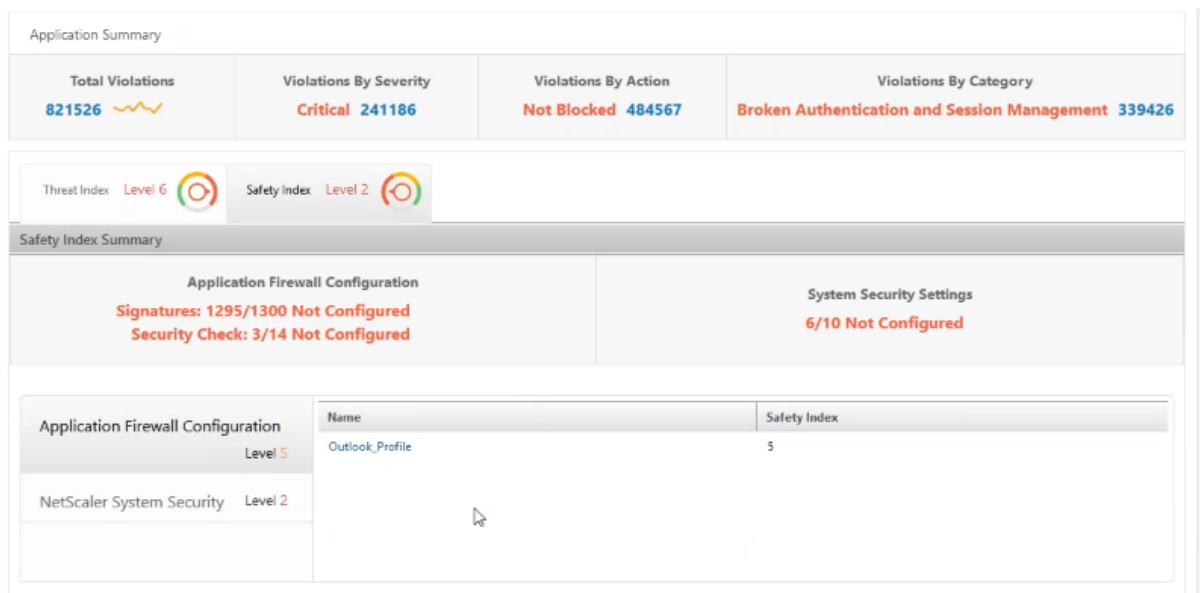 Application Summary
Total Violations
821526
Violations By Severity
Critical 241186
Violations By Action
Not Blocked 484567
Violations By Category
Broken Authentication and Session Management 339426
Threat Index Level 6
Safety Index Level 2
Safety Index Summary
Application Firewall Configuration
Signatures: 1295/1300 Not Configured
Security Check: 3/14 Not Configured
System Security Settings
6/10 Not Configured
Application Firewall Configuration
Level 5
NetScaler System Security Level 2
Name Safety Index
Outlook_Profile 5